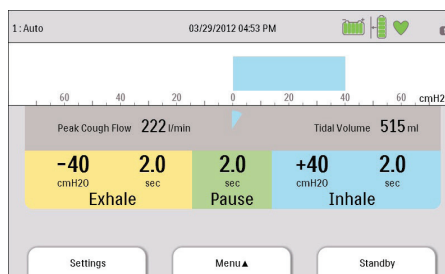 1 : Auto 03/29/2012 04:53 PM
60 40 20 0 20 40 60 cmH2
Peak Cough Flow 222 l/min Tidal Volume 515 ml
-40 2.0 2.0 +40 2.0
cmH20 sec sec cmH20 sec
Exhale Pause Inhale
Settings Menu▲ Standby